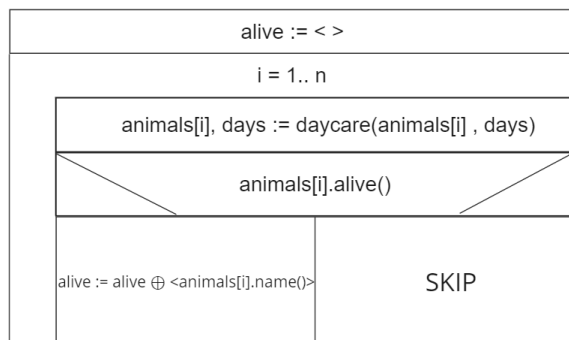 alive := < >
i = 1.. n
animals[i], days := daycare(animals[i] , days)
animals[i].alive()
alive := alive ⊕ <animals[i].name()>
SKIP